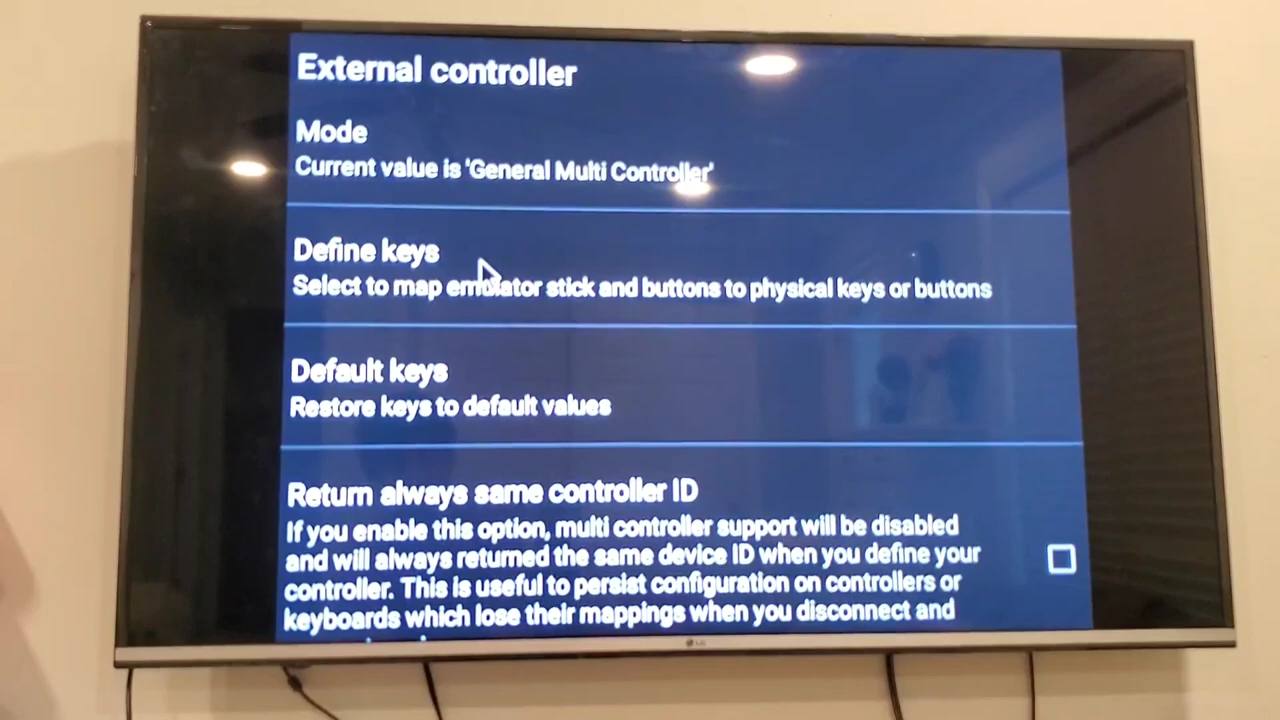 External controller
Mode
Current value is 'General Multi Controller'
Define keys
Select to map emulator stick and buttons to physical keys or buttons
Default keys
Restore keys to default values
Return always same controller ID
If you enable this option, multi controller support will be disabled
and will always returned the same device ID when you define your
controller. This is useful to persist configuration on controllers or
keyboards which lose their mappings when you disconnect and
LG